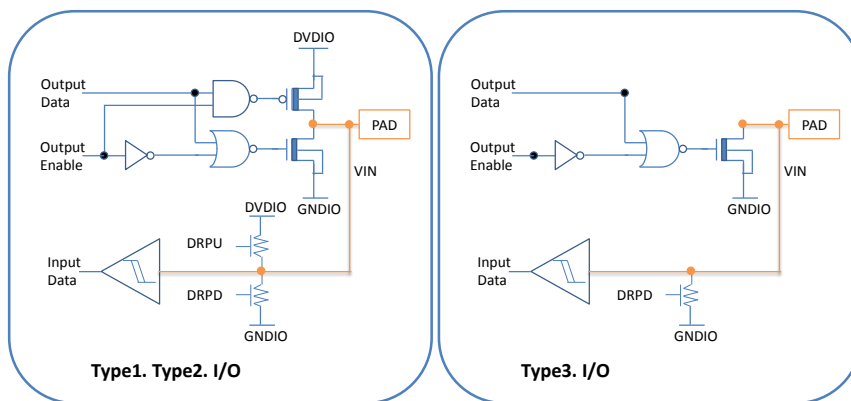 DVDIO
Output
Data
PAD
Output
Enable
VIN
GNDIO
DVDIO
DRPU
Input
Data
DRPD
GNDIO
Type1. Type2. I/O
Output
Data
PAD
Output
Enable
VIN
GNDIO
Input
Data
DRPD
GNDIO
Type3. I/O